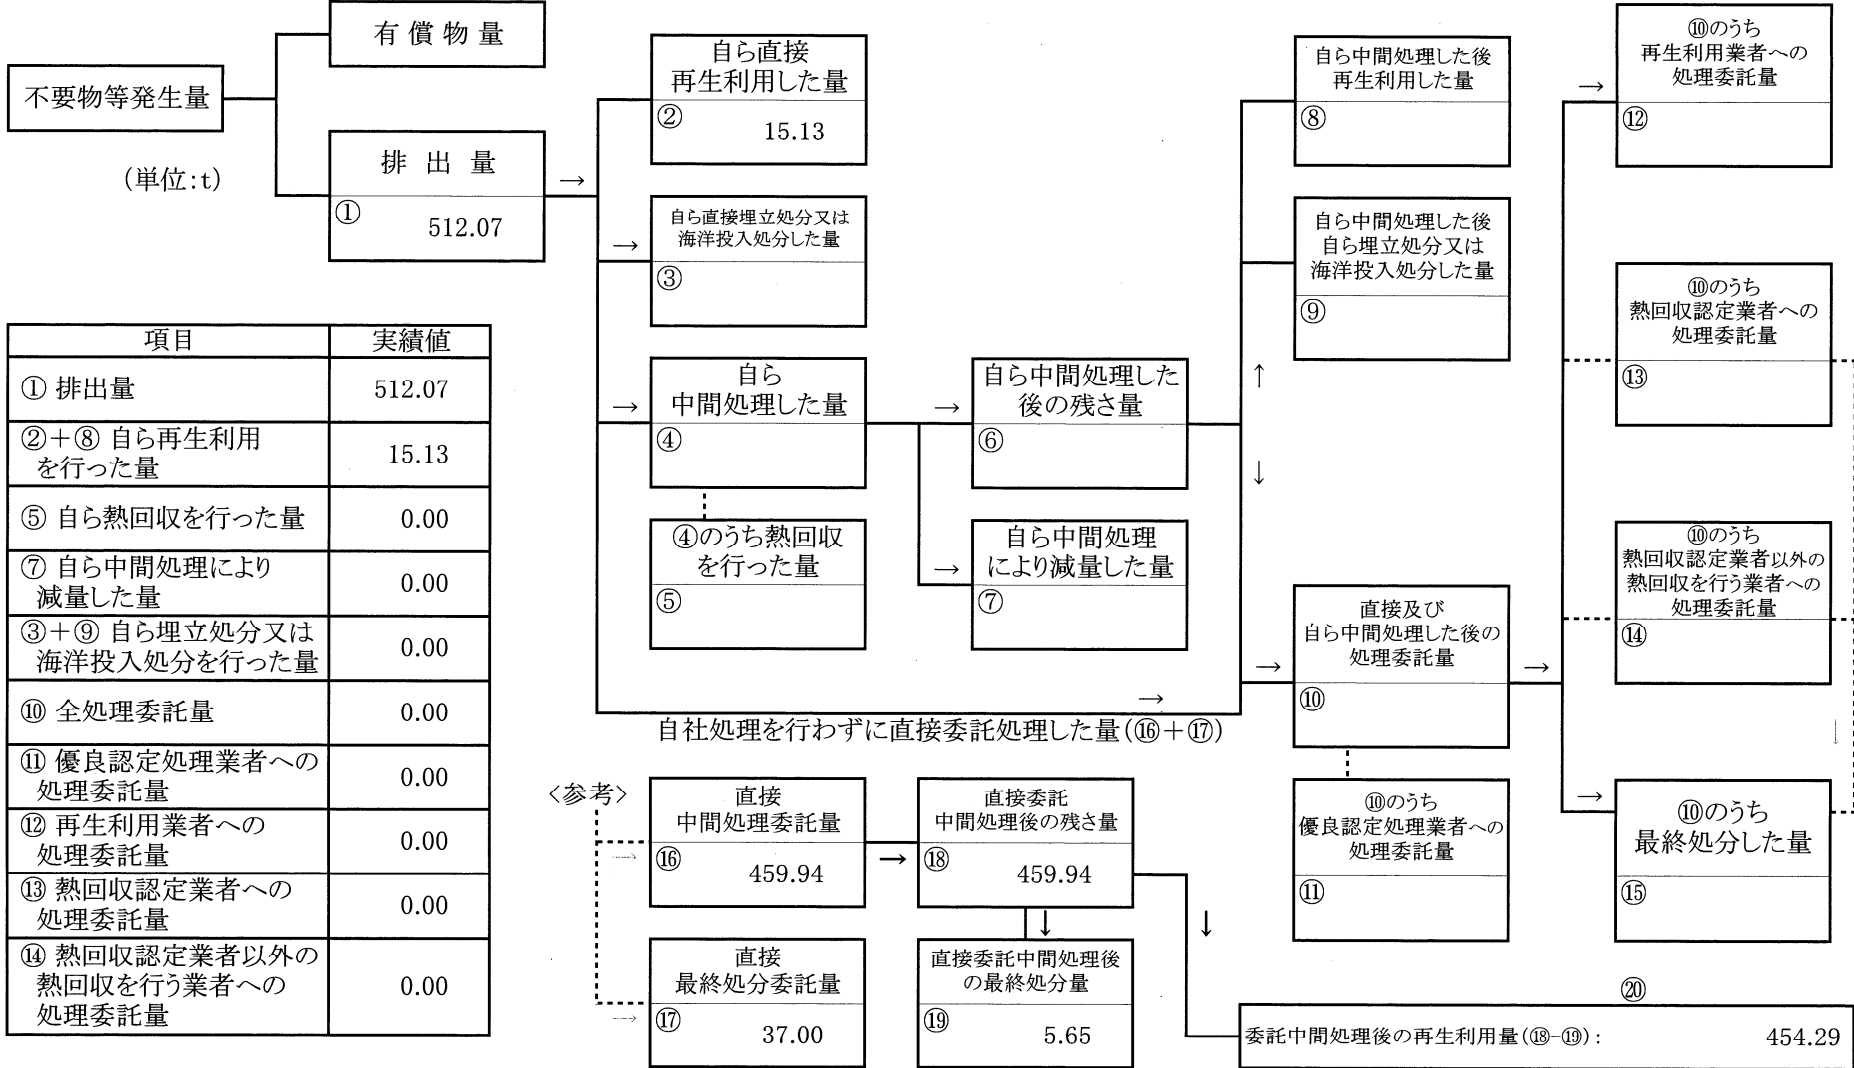 不要物等発生量
(単位:t)
有償物量
排出量
①
512.07
自ら直接
再生利用した量
②
15.13
自ら直接埋立処分又は
海洋投入処分した量
③
自ら
中間処理した量
④
④のうち熱回収
を行った量
⑤
自ら中間処理した
後の残さ量
⑥
自ら中間処理
により減量した量
⑦
自ら中間処理した後
再生利用した量
⑧
自ら中間処理した後
自ら埋立処分又は
海洋投入処分した量
⑨
直接及び
自ら中間処理した後の
処理委託量
⑩
⑩のうち
優良認定処理業者への
処理委託量
⑪
⑩のうち
再生利用業者への
処理委託量
⑫
⑩のうち
熱回収認定業者への
処理委託量
⑬
⑩のうち
熱回収認定業者以外の
熱回収を行う業者への
処理委託量
⑭
⑩のうち
最終処分した量
⑮
自社処理を行わずに直接委託処理した量(⑯+⑰)
<参考>
直接
中間処理委託量
⑯
459.94
直接
最終処分委託量
⑰
37.00
直接委託
中間処理後の残さ量
⑱
459.94
直接委託中間処理後
の最終処分量
⑲
5.65
⑳
委託中間処理後の再生利用量(⑱-⑲): 454.29
項目 実績値
① 排出量 512.07
②+⑧ 自ら再生利用
を行った量 15.13
⑤ 自ら熱回収を行った量 0.00
⑦ 自ら中間処理により
減量した量 0.00
③+⑨ 自ら埋立処分又は
海洋投入処分を行った量 0.00
⑩ 全処理委託量 0.00
⑪ 優良認定処理業者への
処理委託量 0.00
⑫ 再生利用業者への
処理委託量 0.00
⑬ 熱回収認定業者への
処理委託量 0.00
⑭ 熱回収認定業者以外の
熱回収を行う業者への
処理委託量 0.00